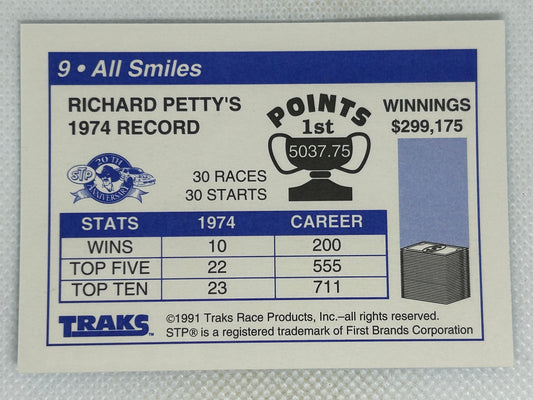 9 • All Smiles
RICHARD PETTY'S
1974 RECORD
POINTS
1st
5037.75
WINNINGS
$299,175
STP
20TH
ANNIVERSARY
30 RACES
30 STARTS
STATS 1974 CAREER
WINS 10 200
TOP FIVE 22 555
TOP TEN 23 711
TRAKS™
©1991 Traks Race Products, Inc.–all rights reserved.
STP® is a registered trademark of First Brands Corporation